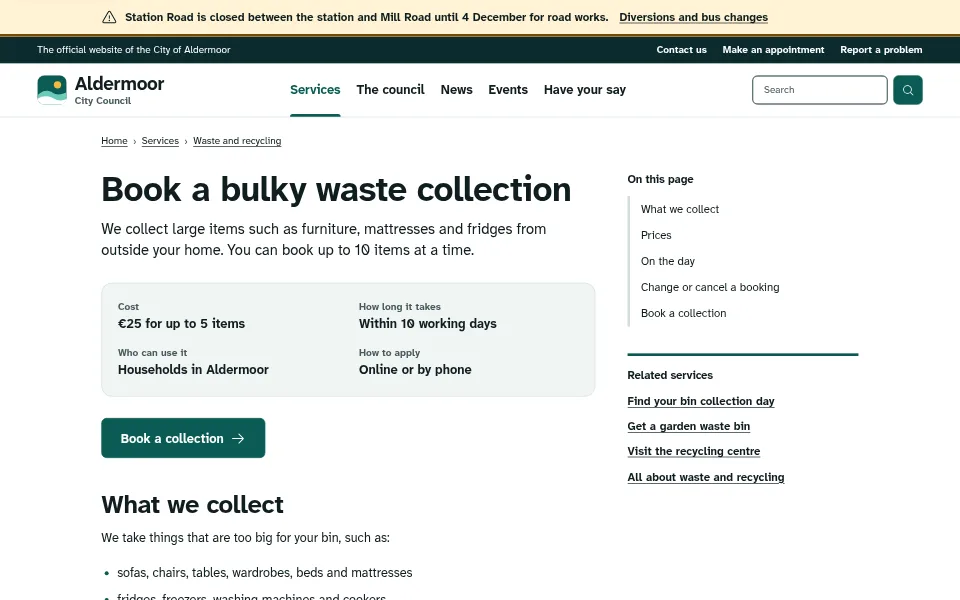 Station Road is closed between the station and Mill Road until 4 December for road works. Diversions and bus changes
The official website of the City of Aldermoor
Contact us Make an appointment Report a problem
Aldermoor
City Council
Services The council News Events Have your say
Search
Home › Services › Waste and recycling
Book a bulky waste collection
We collect large items such as furniture, mattresses and fridges from
outside your home. You can book up to 10 items at a time.
Cost
€25 for up to 5 items
How long it takes
Within 10 working days
Who can use it
Households in Aldermoor
How to apply
Online or by phone
Book a collection →
What we collect
We take things that are too big for your bin, such as:
• sofas, chairs, tables, wardrobes, beds and mattresses
• fridges, freezers, washing machines and cookers
On this page
What we collect
Prices
On the day
Change or cancel a booking
Book a collection
Related services
Find your bin collection day
Get a garden waste bin
Visit the recycling centre
All about waste and recycling